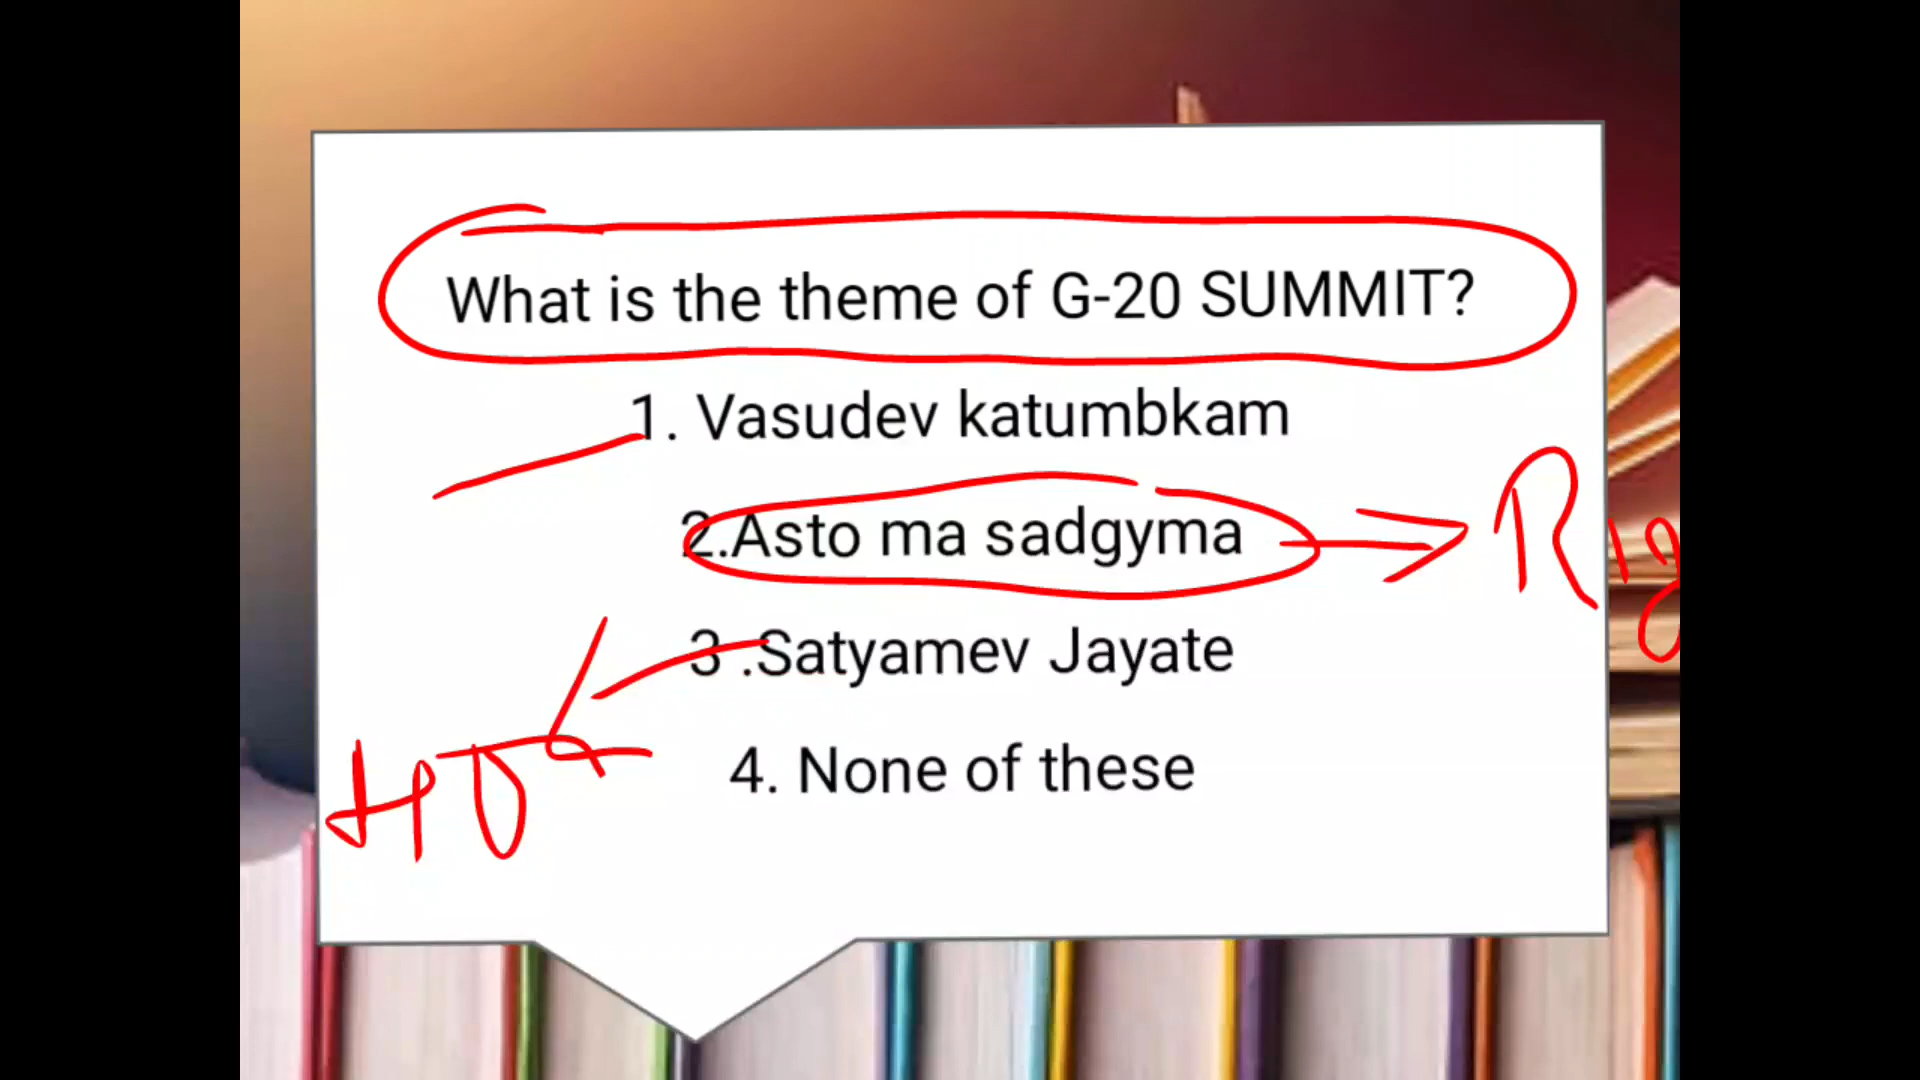 What is the theme of G-20 SUMMIT?
1. Vasudev katumbkam
2.Asto ma sadgyma
Rig
3 .Satyamev Jayate
4. None of these